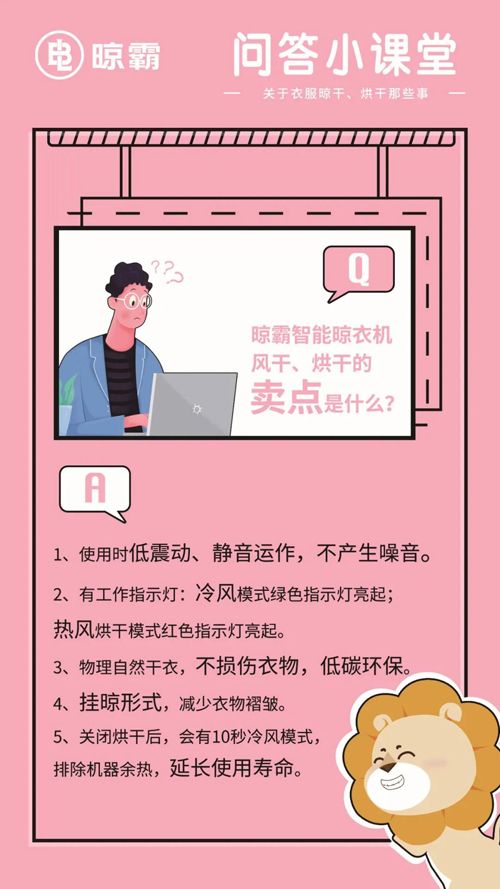 晾霸
问答小课堂
关于衣服晾干、烘干那些事
Q
晾霸智能晾衣机
风干、烘干的
卖点是什么？
A
1、使用时低震动、静音运作，不产生噪音。
2、有工作指示灯：冷风模式绿色指示灯亮起；
热风烘干模式红色指示灯亮起。
3、物理自然干衣，不损伤衣物，低碳环保。
4、挂晾形式，减少衣物褶皱。
5、关闭烘干后，会有10秒冷风模式，
排除机器余热，延长使用寿命。